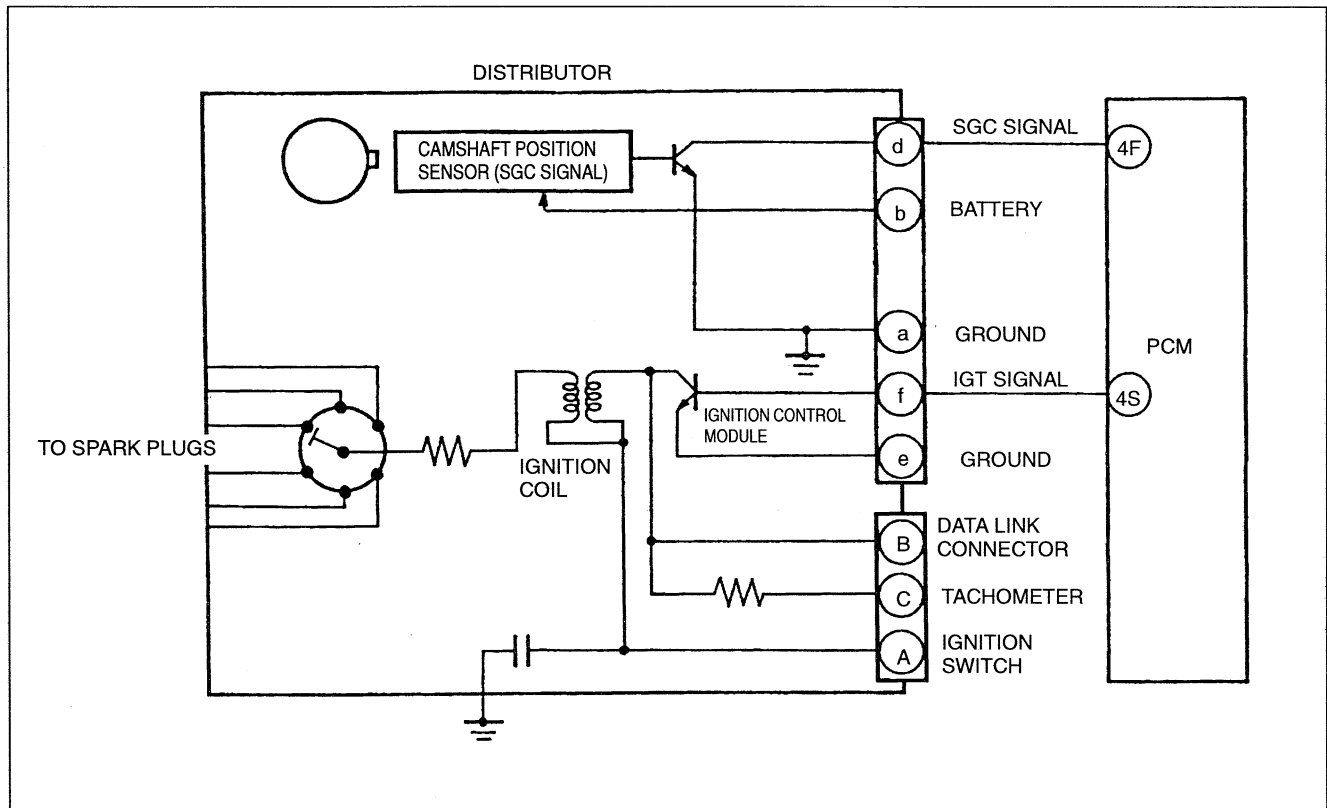 DISTRIBUTOR
CAMSHAFT POSITION
SENSOR (SGC SIGNAL)
d
SGC SIGNAL
4F
b
BATTERY
a
GROUND
PCM
f
IGT SIGNAL
4S
IGNITION CONTROL
MODULE
TO SPARK PLUGS
IGNITION
COIL
e
GROUND
B
DATA LINK
CONNECTOR
C
TACHOMETER
A
IGNITION
SWITCH